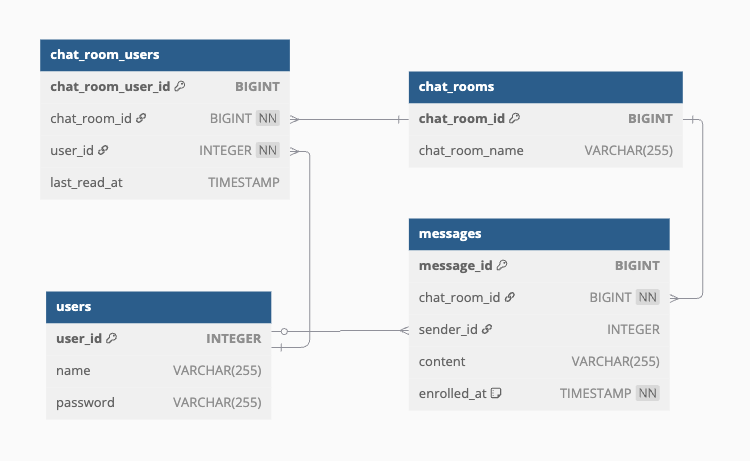 chat_room_users
chat_room_user_id BIGINT
chat_room_id BIGINT NN
user_id INTEGER NN
last_read_at TIMESTAMP
chat_rooms
chat_room_id BIGINT
chat_room_name VARCHAR(255)
messages
message_id BIGINT
chat_room_id BIGINT NN
sender_id INTEGER
content VARCHAR(255)
enrolled_at TIMESTAMP NN
users
user_id INTEGER
name VARCHAR(255)
password VARCHAR(255)